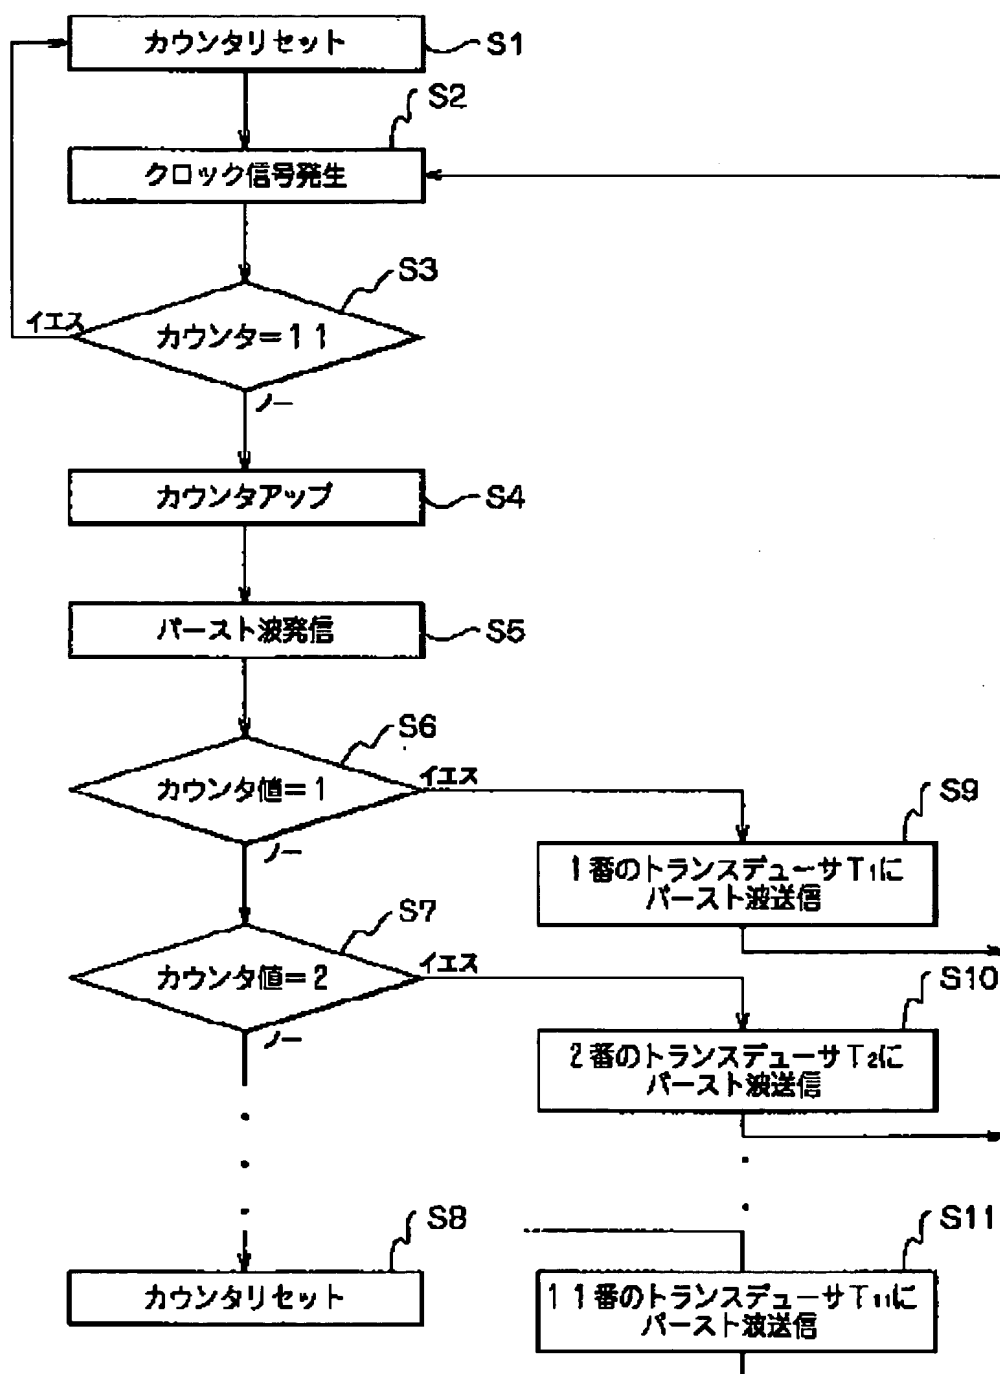 カウンタリセット
S1
S2
クロック信号発生
S3
イエス
カウンタ=11
ノー
カウンタアップ
S4
バースト波発信
S5
S6
カウンタ値=1
イエス
ノー
S9
1番のトランスデューサT1に
バースト波送信
S7
カウンタ値=2
イエス
ノー
S10
2番のトランスデューサT2に
バースト波送信
S8
カウンタリセット
S11
11番のトランスデューサT11に
バースト波送信